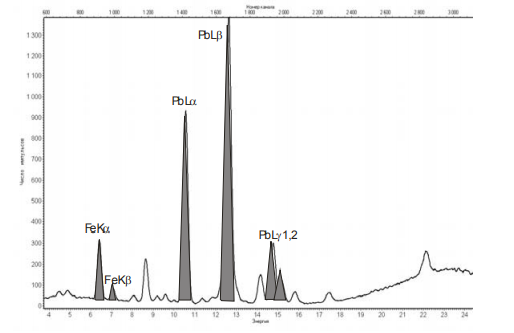 Номер канала
600 800 1 000 1 200 1 400 1 600 1 800 2 000 2 200 2 400 2 600 2 800 3 000
PbLβ
1 300
1 200
1 100
1 000
PbLα
900
800
700
600
500
Число импульсов
400
FeKα
PbLγ1,2
300
200
FeKβ
100
0
4 5 6 7 8 9 10 11 12 13 14 15 16 17 18 19 20 21 22 23 24
Энергия